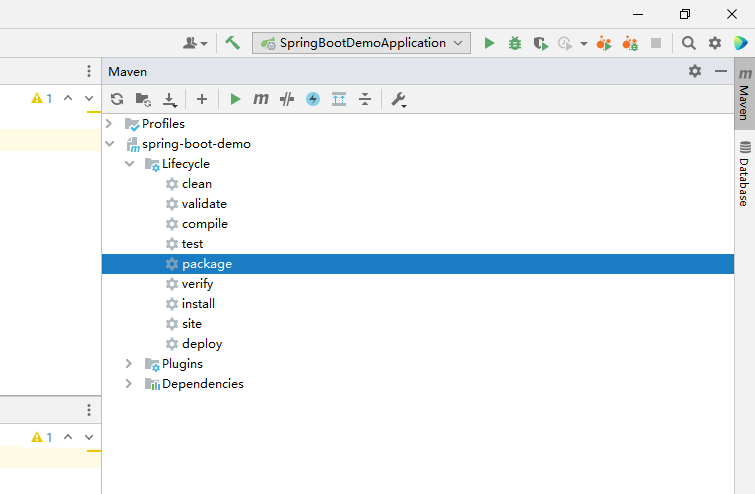 SpringBootDemoApplication
Maven
1
Profiles
spring-boot-demo
Lifecycle
clean
validate
compile
test
package
verify
install
site
deploy
Plugins
Dependencies
1
m
Maven
Database